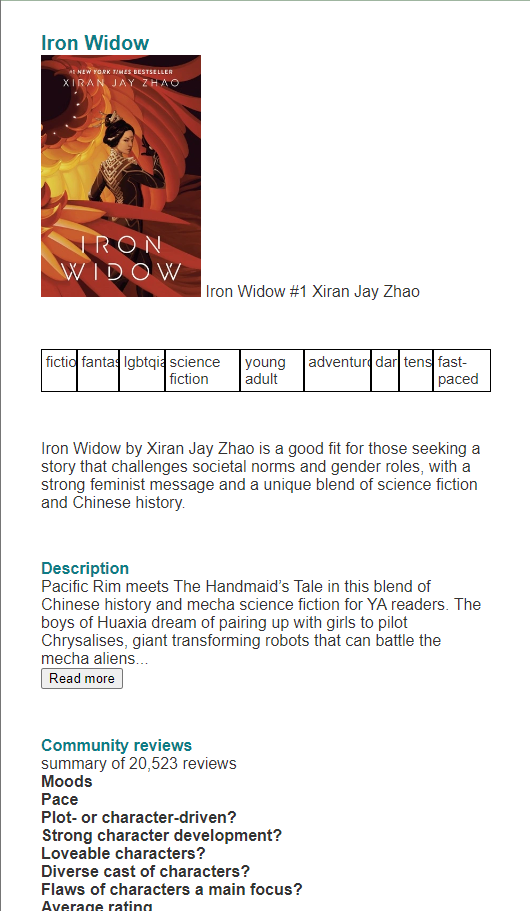 Iron Widow
#1 NEW YORK TIMES BESTSELLER
XIRAN JAY ZHAO
IRON
WIDOW
Iron Widow #1 Xiran Jay Zhao
fictio
fantas
lgbtqia
science
fiction
young
adult
adventure
dar
tens
fast-
paced
Iron Widow by Xiran Jay Zhao is a good fit for those seeking a
story that challenges societal norms and gender roles, with a
strong feminist message and a unique blend of science fiction
and Chinese history.
Description
Pacific Rim meets The Handmaid’s Tale in this blend of
Chinese history and mecha science fiction for YA readers. The
boys of Huaxia dream of pairing up with girls to pilot
Chrysalises, giant transforming robots that can battle the
mecha aliens...
Read more
Community reviews
summary of 20,523 reviews
Moods
Pace
Plot- or character-driven?
Strong character development?
Loveable characters?
Diverse cast of characters?
Flaws of characters a main focus?
Average rating